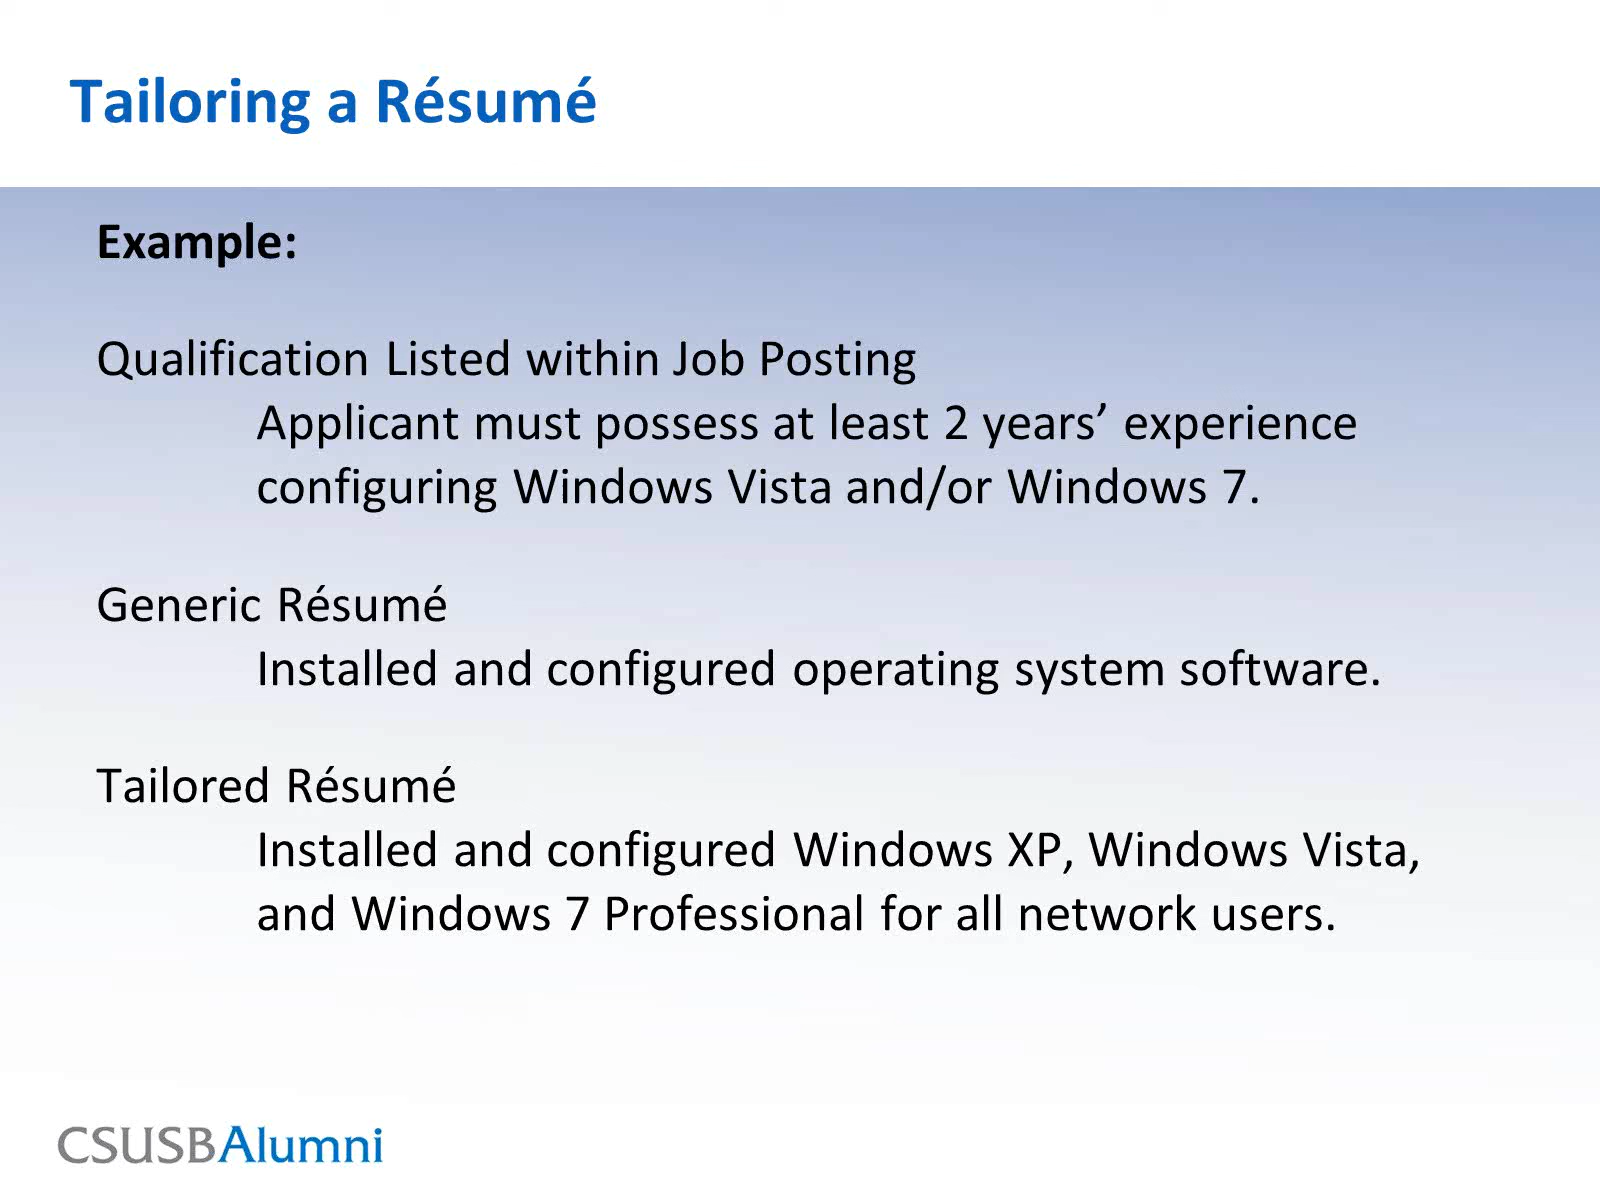 Tailoring a Résumé
Example:
Qualification Listed within Job Posting
Applicant must possess at least 2 years’ experience
configuring Windows Vista and/or Windows 7.
Generic Résumé
Installed and configured operating system software.
Tailored Résumé
Installed and configured Windows XP, Windows Vista,
and Windows 7 Professional for all network users.
CSUSBAlumni